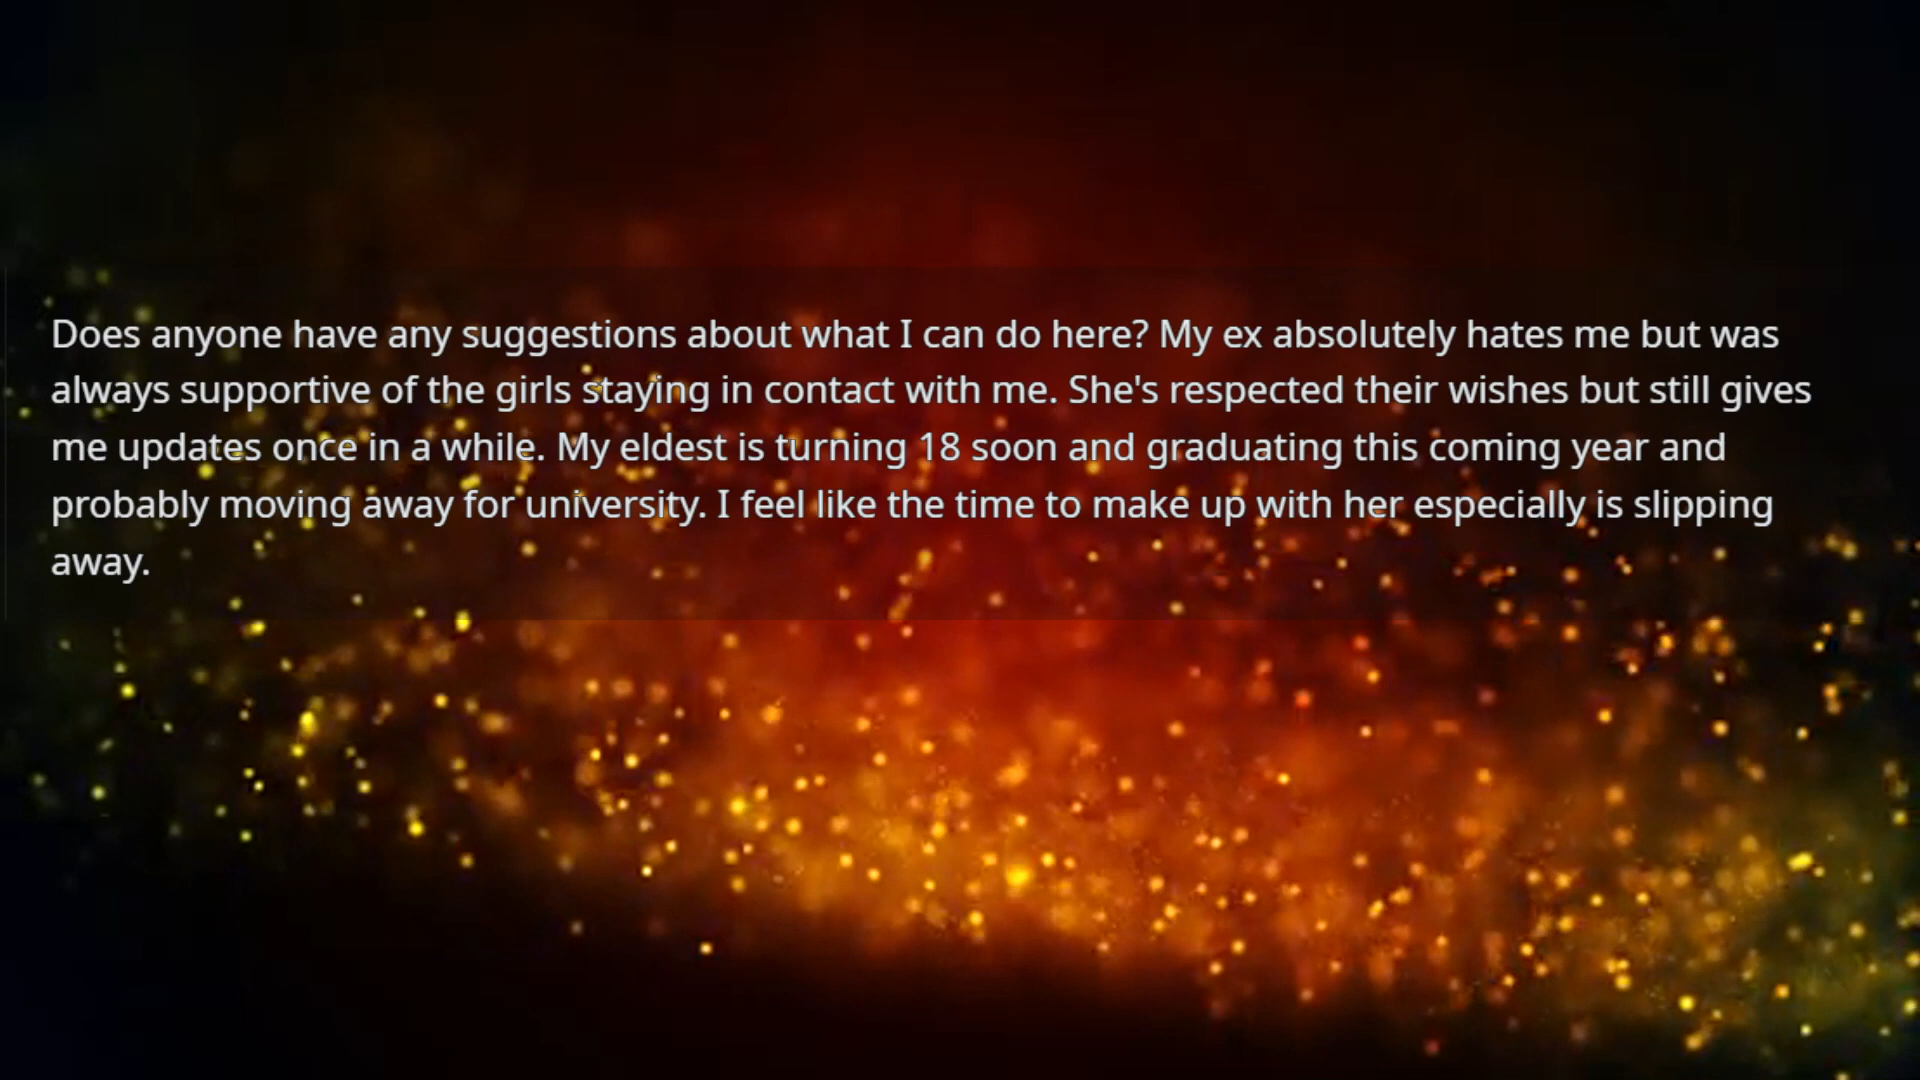 Does anyone have any suggestions about what I can do here? My ex absolutely hates me but was
always supportive of the girls staying in contact with me. She's respected their wishes but still gives
me updates once in a while. My eldest is turning 18 soon and graduating this coming year and
probably moving away for university. I feel like the time to make up with her especially is slipping
away.